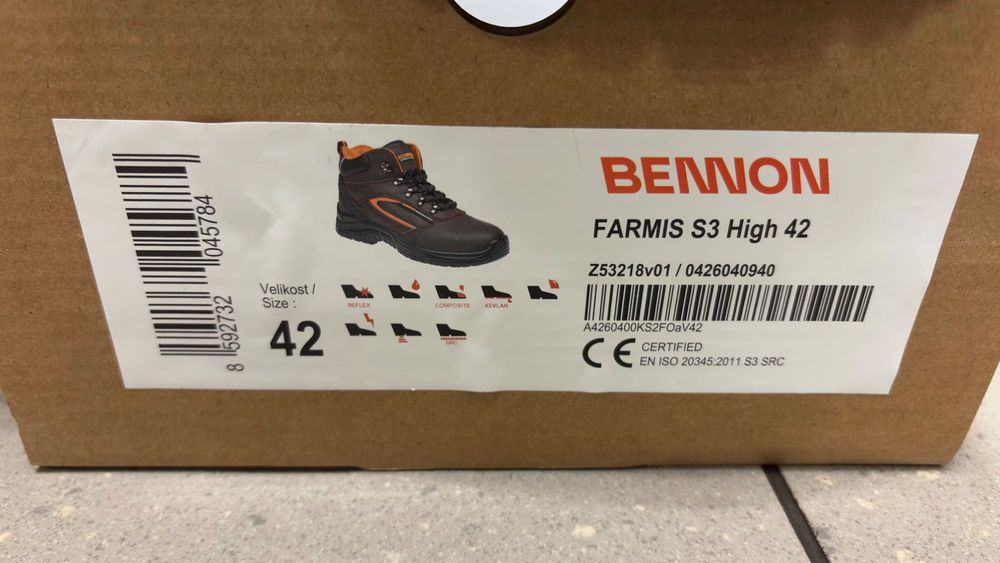 BENNON
FARMIS S3 High 42
Z53218v01 / 0426040940
A4260400KS2FOaV42
CE CERTIFIED
EN ISO 20345:2011 S3 SRC
Velikost /
Size :
42
REFLEX
COMPOSITE
KEVLAR
SRC
8 592732 045784